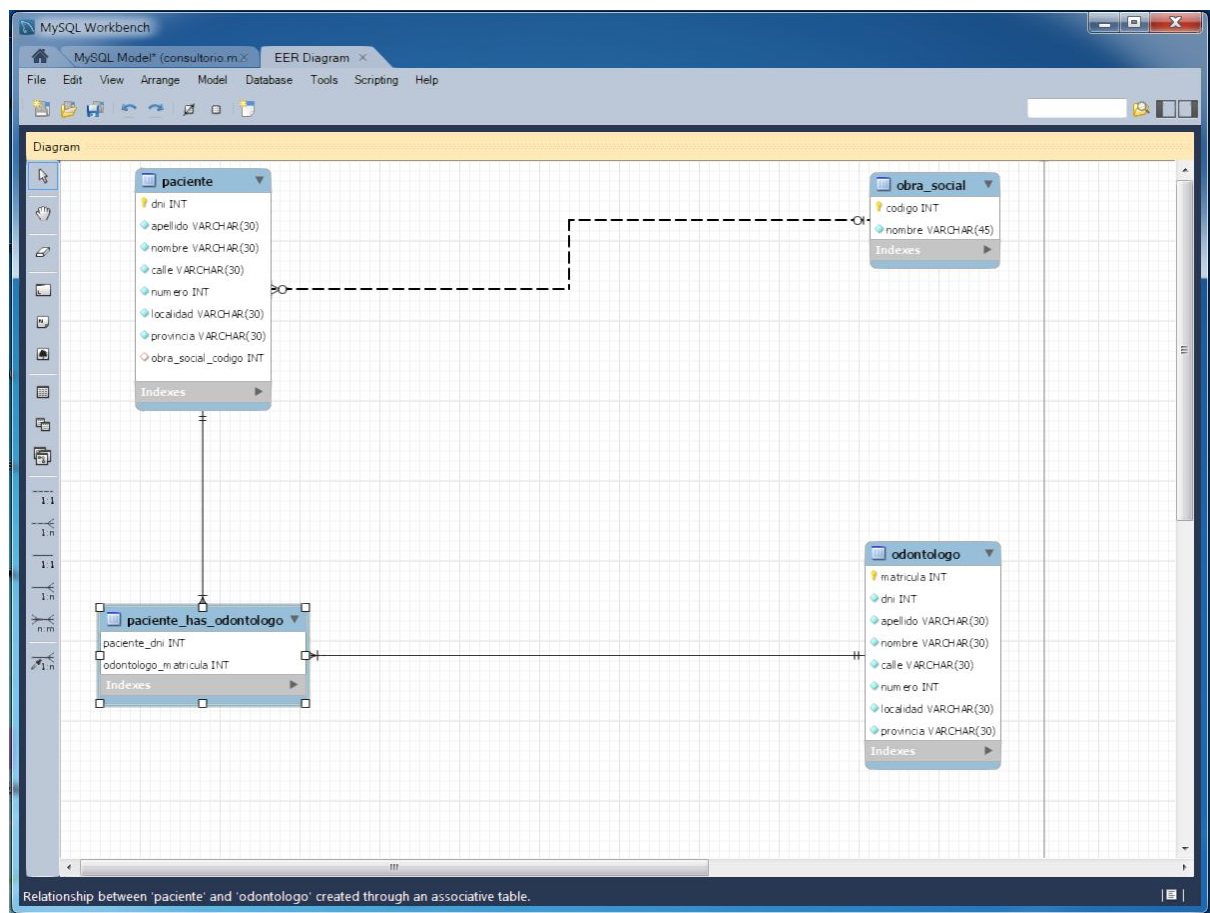 MySQL Workbench
MySQL Model* (consultorio.m
EER Diagram
File Edit View Arrange Model Database Tools Scripting Help
Diagram
paciente
dni INT
apellido VARCHAR(30)
nombre VARCHAR(30)
calle VARCHAR(30)
numero INT
localidad VARCHAR(30)
provincia VARCHAR(30)
obra_social_codigo INT
Indexes
obra_social
codigo INT
nombre VARCHAR(45)
Indexes
1:1
1:n
1:1
1:n
n:m
1:n
paciente_has_odontologo
paciente_dni INT
odontologo_matricula INT
Indexes
odontologo
matricula INT
dni INT
apellido VARCHAR(30)
nombre VARCHAR(30)
calle VARCHAR(30)
numero INT
localidad VARCHAR(30)
provincia VARCHAR(30)
Indexes
Relationship between 'paciente' and 'odontologo' created through an associative table.